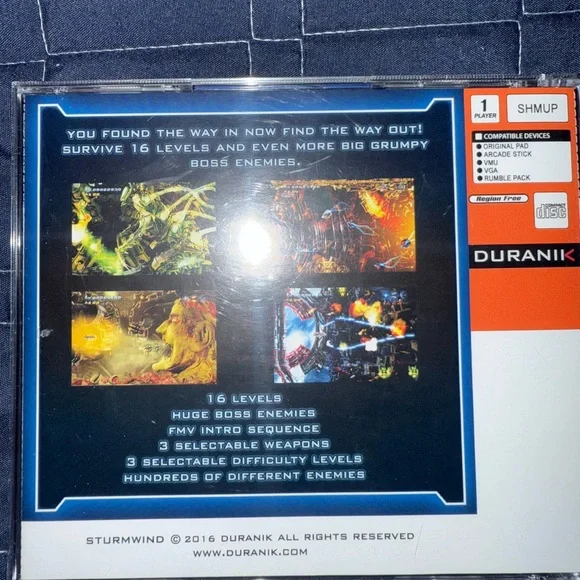 YOU FOUND THE WAY IN NOW FIND THE WAY OUT!
SURVIVE 16 LEVELS AND EVEN MORE BIG GRUMPY
BOSS ENEMIES.
16 LEVELS
HUGE BOSS ENEMIES
FMV INTRO SEQUENCE
3 SELECTABLE WEAPONS
3 SELECTABLE DIFFICULTY LEVELS
HUNDREDS OF DIFFERENT ENEMIES
STURMWIND © 2016 DURANIK ALL RIGHTS RESERVED
WWW.DURANIK.COM
1
PLAYER
SHMUP
COMPATIBLE DEVICES
ORIGINAL PAD
ARCADE STICK
VMU
VGA
RUMBLE PACK
Region Free
COMPACT
disc
DURANIK